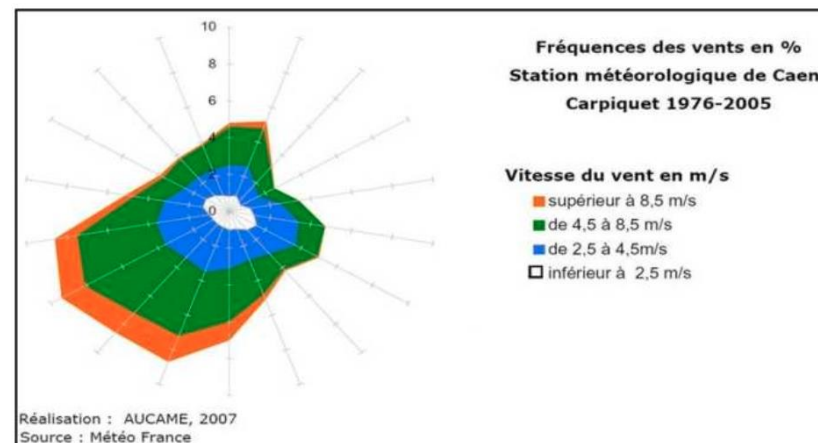 10
8
6
4
2
0
Fréquences des vents en %
Station météorologique de Caen
Carpiquet 1976-2005
Vitesse du vent en m/s
supérieur à 8,5 m/s
de 4,5 à 8,5 m/s
de 2,5 à 4,5m/s
inférieur à 2,5 m/s
Réalisation : AUCAME, 2007
Source : Météo France